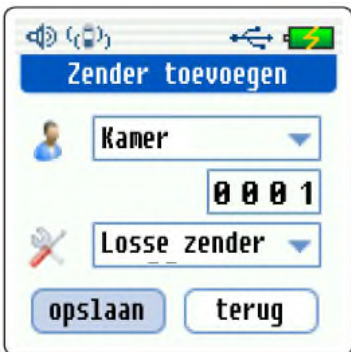 Zender toevoegen
Kamer
0001
Losse zender
opslaan terug